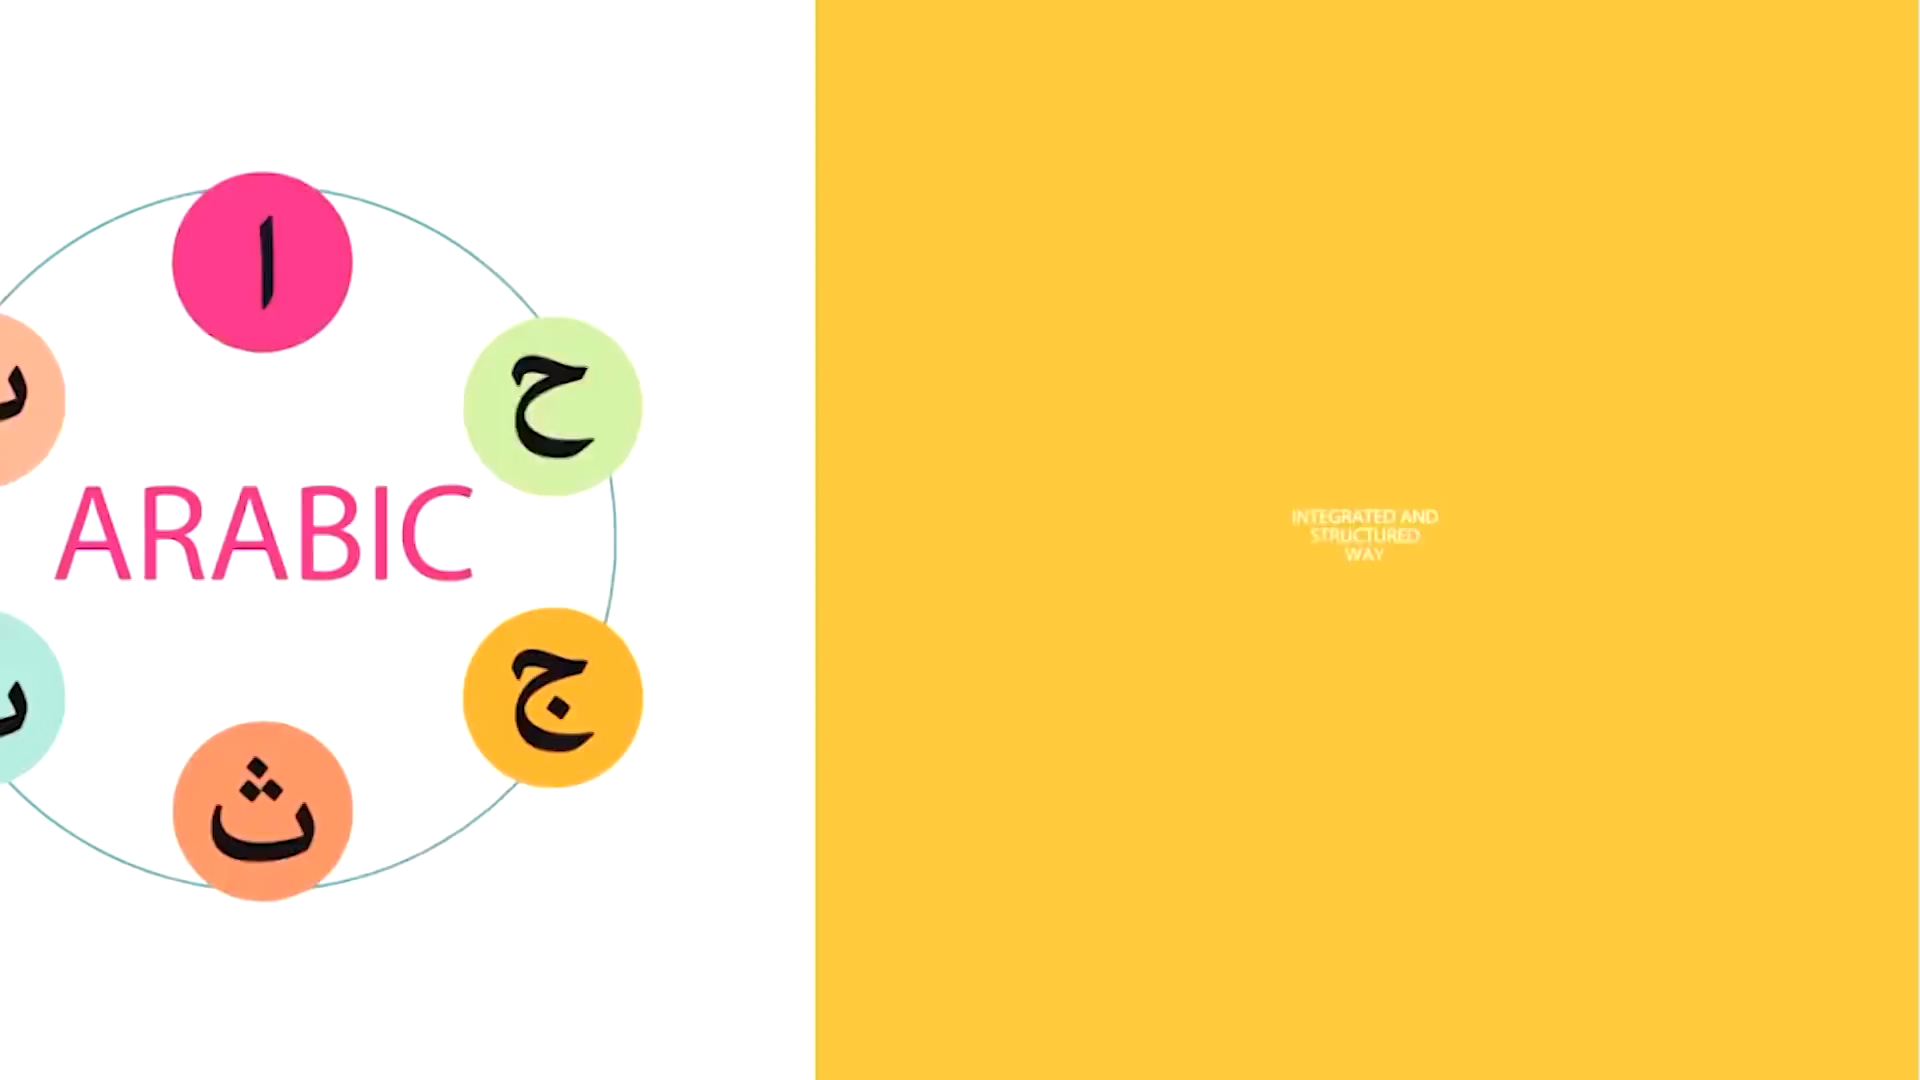 ا
ح
ARABIC
ج
ث
INTEGRATED AND
STRUCTURED
WAY